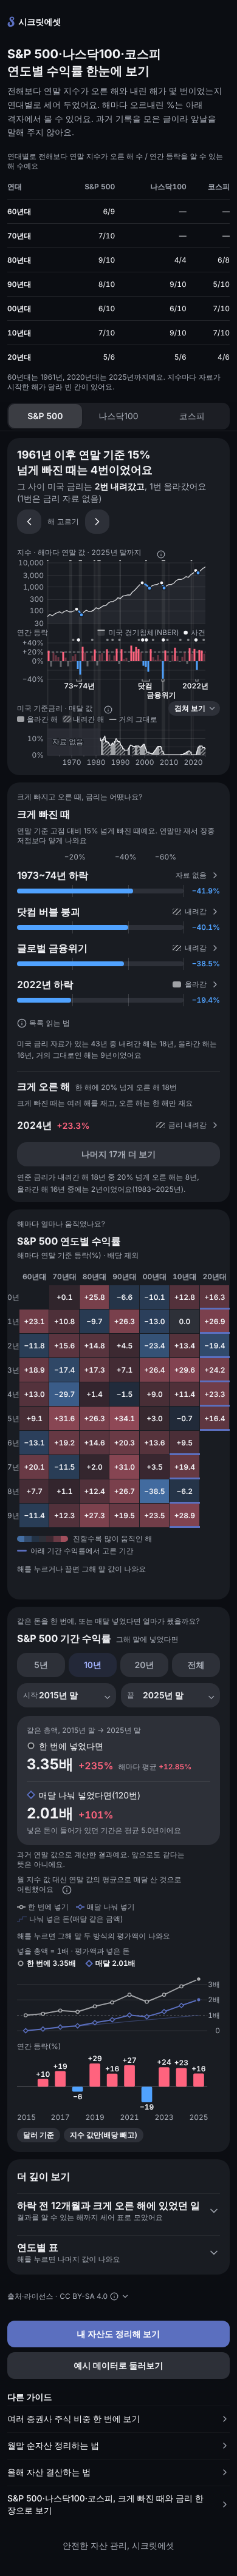 시크릿에셋
S&P 500·나스닥100·코스피
연도별 수익률 한눈에 보기
전해보다 연말 지수가 오른 해와 내린 해가 몇 번이었는지
연대별로 세어 두었어요. 해마다 오르내린 %는 아래
격자에서 볼 수 있어요. 과거 기록을 모은 글이라 앞날을
말해 주지 않아요.
연대별로 전해보다 연말 지수가 오른 해 수 / 연간 등락을 알 수 있는
해 수예요
연대 S&P 500 나스닥100 코스피
60년대 6/9 — —
70년대 7/10 — —
80년대 9/10 4/4 6/8
90년대 8/10 9/10 5/10
00년대 6/10 6/10 7/10
10년대 7/10 9/10 7/10
20년대 5/6 5/6 4/6
60년대는 1961년, 2020년대는 2025년까지예요. 지수마다 자료가
시작한 해가 달라 빈 칸이 있어요.
S&P 500 나스닥100 코스피
1961년 이후 연말 기준 15%
넘게 빠진 때는 4번이었어요
그 사이 미국 금리는 2번 내려갔고, 1번 올라갔어요
(1번은 금리 자료 없음)
해 고르기
지수 · 해마다 연말 값 · 2025년 말까지
10,000
3,000
1,000
300
100
30
연간 등락 미국 경기침체(NBER) 사건
+40%
+20%
0%
−40%
73–74년 닷컴 2022년
금융위기
미국 기준금리 · 매달 값 겹쳐 보기
올라간 해 내려간 해 거의 그대로
10%
자료 없음
0%
1970 1980 1990 2000 2010 2020
크게 빠지고 오른 때, 금리는 어땠나요?
크게 빠진 때
연말 기준 고점 대비 15% 넘게 빠진 때예요. 연말만 재서 장중
저점보다 얕게 나와요
−20% −40% −60%
1973~74년 하락 자료 없음
−41.9%
닷컴 버블 붕괴 내려감
−40.1%
글로벌 금융위기 내려감
−38.5%
2022년 하락 올라감
−19.4%
목록 읽는 법
미국 금리 자료가 있는 43년 중 내려간 해는 18년, 올라간 해는
16년, 거의 그대로인 해는 9년이었어요
크게 오른 해 한 해에 20% 넘게 오른 해 18번
크게 빠진 때는 여러 해를 재고, 오른 해는 한 해만 재요
2024년 +23.3% 금리 내려감
나머지 17개 더 보기
연준 금리가 내려간 해 18년 중 20% 넘게 오른 해는 8년,
올라간 해 16년 중에는 2년이었어요(1983~2025년).
해마다 얼마나 움직였나요?
S&P 500 연도별 수익률
해마다 연말 기준 등락(%) · 배당 제외
60년대 70년대 80년대 90년대 00년대 10년대 20년대
0년 +0.1 +25.8 −6.6 −10.1 +12.8 +16.3
1년 +23.1 +10.8 −9.7 +26.3 −13.0 0.0 +26.9
2년 −11.8 +15.6 +14.8 +4.5 −23.4 +13.4 −19.4
3년 +18.9 −17.4 +17.3 +7.1 +26.4 +29.6 +24.2
4년 +13.0 −29.7 +1.4 −1.5 +9.0 +11.4 +23.3
5년 +9.1 +31.6 +26.3 +34.1 +3.0 −0.7 +16.4
6년 −13.1 +19.2 +14.6 +20.3 +13.6 +9.5
7년 +20.1 −11.5 +2.0 +31.0 +3.5 +19.4
8년 +7.7 +1.1 +12.4 +26.7 −38.5 −6.2
9년 −11.4 +12.3 +27.3 +19.5 +23.5 +28.9
진할수록 많이 움직인 해
아래 기간 수익률에서 고른 기간
해를 누르거나 끌면 그해 말 값이 나와요
같은 돈을 한 번에, 또는 매달 넣었다면 얼마가 됐을까요?
S&P 500 기간 수익률 그해 말에 넣었다면
5년 10년 20년 전체
시작 2015년 말 끝 2025년 말
같은 총액, 2015년 말 → 2025년 말
한 번에 넣었다면
3.35배 +235% 해마다 평균 +12.85%
매달 나눠 넣었다면(120번)
2.01배 +101%
넣은 돈이 들어가 있던 기간은 평균 5.0년이에요
과거 연말 값으로 계산한 결과예요. 앞으로도 같다는
뜻은 아니에요.
월 지수 값 대신 연말 값의 평균으로 매달 산 것으로
어림했어요
한 번에 넣기 매달 나눠 넣기
나눠 넣은 돈(매달 같은 금액)
해를 누르면 그해 말 두 방식의 평가액이 나와요
넣을 총액 = 1배 · 평가액과 넣은 돈
한 번에 3.35배 매달 2.01배
3배
2배
1배
0
연간 등락(%)
+10 +19 −6 +29 +16 +27 −19 +24 +23 +16
2015 2017 2019 2021 2023 2025
달러 기준 지수 값만(배당 빼고)
더 깊이 보기
하락 전 12개월과 크게 오른 해에 있었던 일
결과를 알 수 있는 해까지 세어 표로 모았어요
연도별 표
해를 누르면 나머지 값이 나와요
출처·라이선스 · CC BY-SA 4.0
내 자산도 정리해 보기
예시 데이터로 둘러보기
다른 가이드
여러 증권사 주식 비중 한 번에 보기
월말 순자산 정리하는 법
올해 자산 결산하는 법
S&P 500·나스닥100·코스피, 크게 빠진 때와 금리 한
장으로 보기
안전한 자산 관리, 시크릿에셋